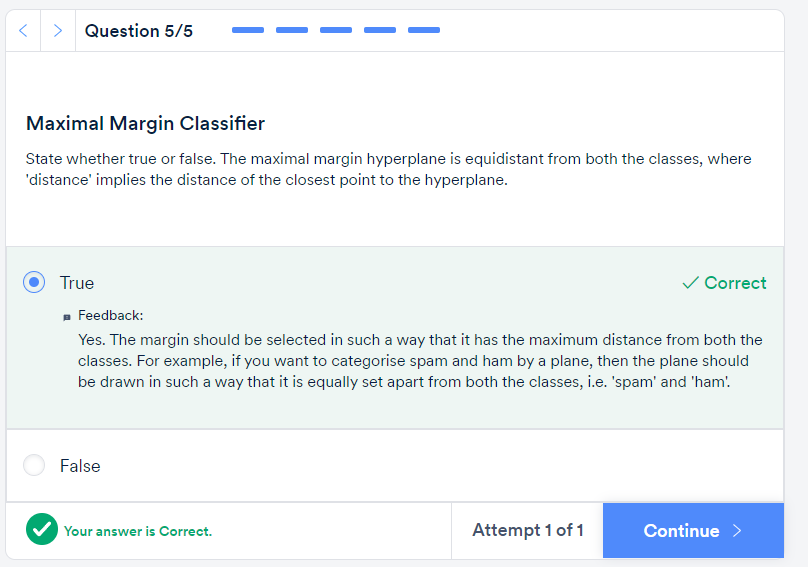 Question 5/5
Maximal Margin Classifier
State whether true or false. The maximal margin hyperplane is equidistant from both the classes, where
'distance' implies the distance of the closest point to the hyperplane.
True
Correct
Feedback:
Yes. The margin should be selected in such a way that it has the maximum distance from both the
classes. For example, if you want to categorise spam and ham by a plane, then the plane should
be drawn in such a way that it is equally set apart from both the classes, i.e. 'spam' and 'ham'.
False
Your answer is Correct.
Attempt 1 of 1
Continue